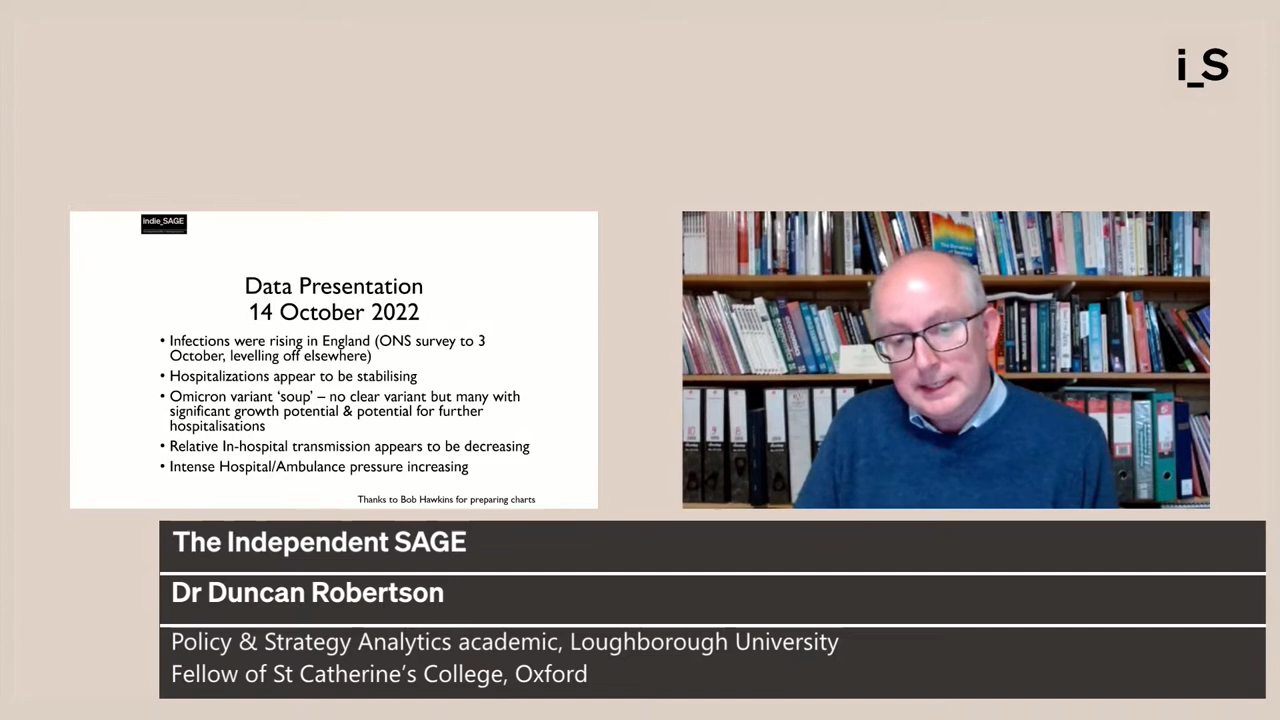 i_S
indie_SAGE
Data Presentation
14 October 2022
• Infections were rising in England (ONS survey to 3
October, levelling off elsewhere)
• Hospitalizations appear to be stabilising
• Omicron variant ‘soup’ – no clear variant but many with
significant growth potential & potential for further
hospitalisations
• Relative In-hospital transmission appears to be decreasing
• Intense Hospital/Ambulance pressure increasing
Thanks to Bob Hawkins for preparing charts
The Independent SAGE
Dr Duncan Robertson
Policy & Strategy Analytics academic, Loughborough University
Fellow of St Catherine’s College, Oxford